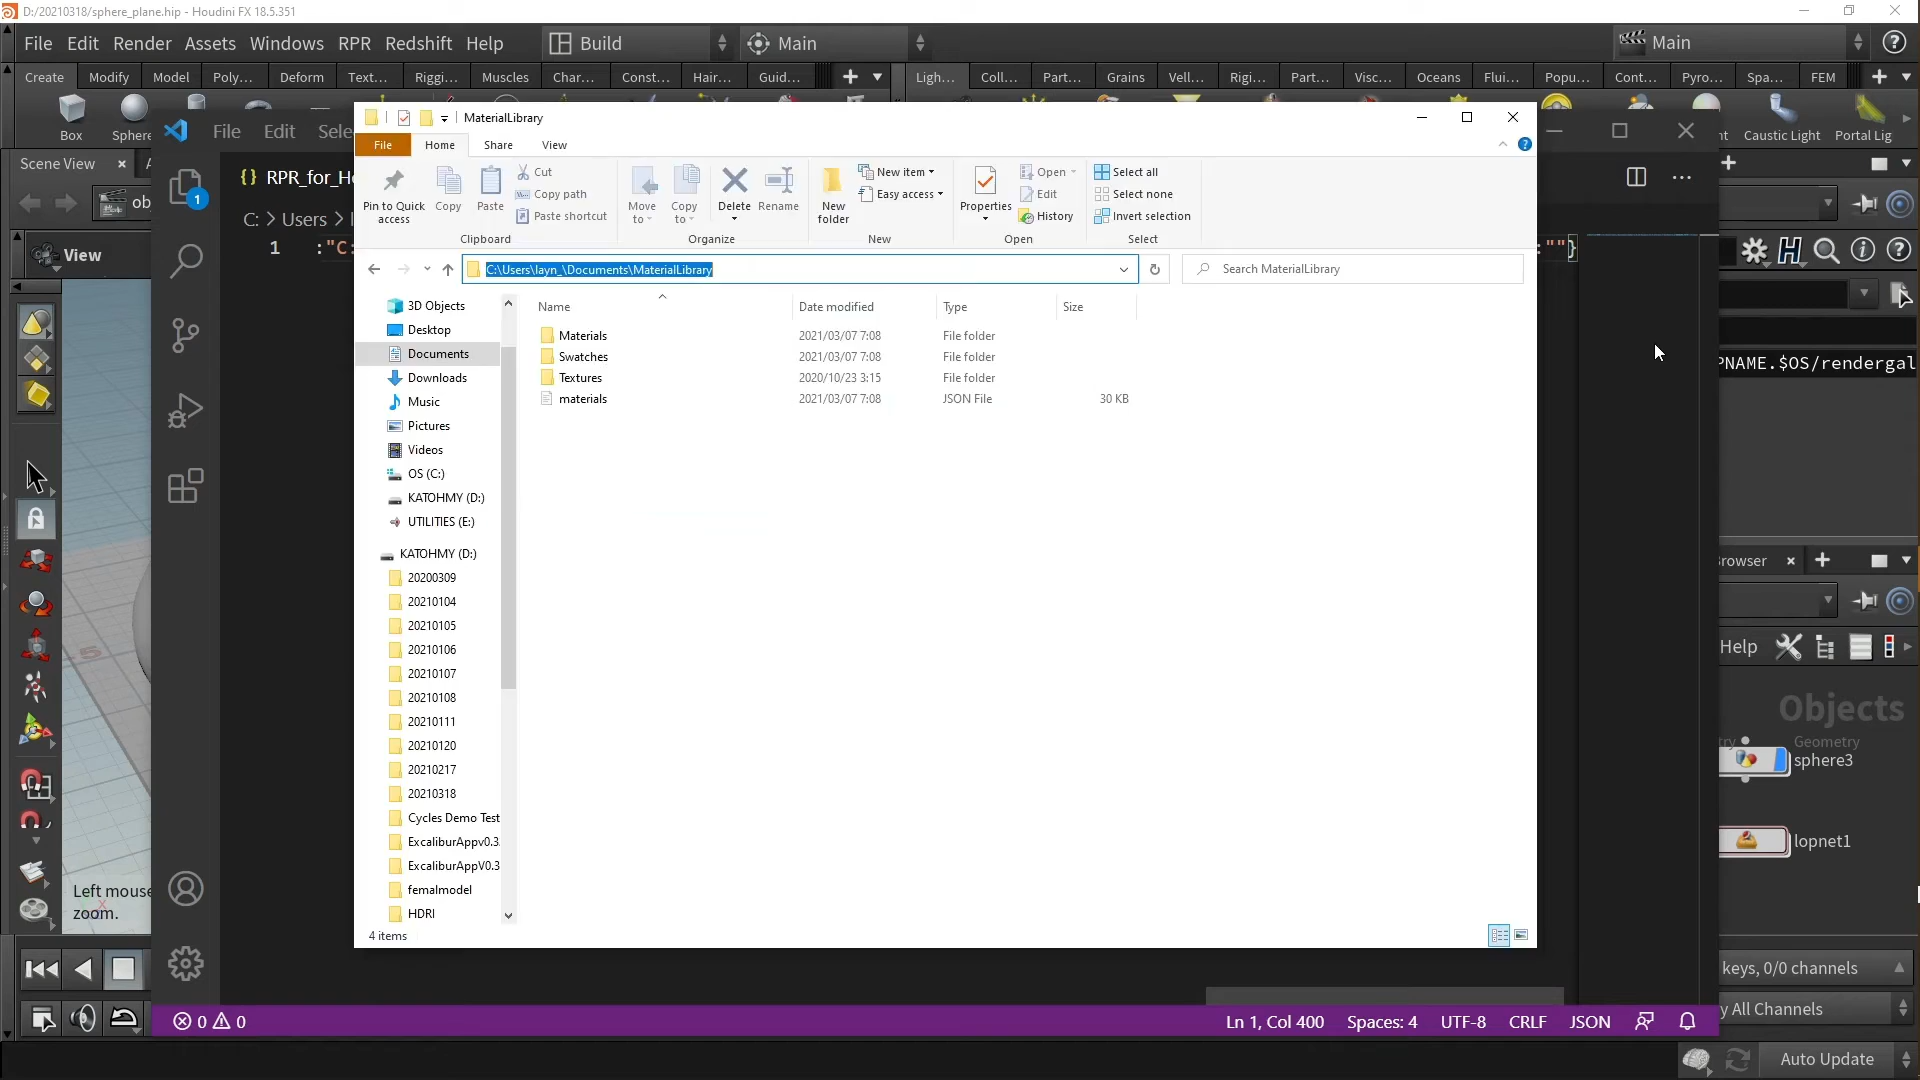 D:/20210318/sphere_plane.hip - Houdini FX 18.5.351
File Edit Render Assets Windows RPR Redshift Help
Build
Main
Main
Create Modify Model Poly... Deform Text... Riggi... Muscles Char... Const... Hair... Guid...
Ligh... Coll... Part... Grains Vell... Rigi... Part... Visc... Oceans Flui... Popu... Cont... Pyro... Spa... FEM
Box Sphere
Caustic Light Portal Lig
Scene View
View
File Edit Sele
{} RPR_for_Ho
C: > Users >
1 :"C:
:""}
MaterialLibrary
File Home Share View
Pin to Quick access
Copy
Paste
Cut
Copy path
Paste shortcut
Clipboard
Move to
Copy to
Delete
Rename
Organize
New folder
New item
Easy access
New
Properties
Open
Edit
History
Open
Select all
Select none
Invert selection
Select
C:\Users\layn_\Documents\MaterialLibrary
Search MaterialLibrary
Name Date modified Type Size
Materials 2021/03/07 7:08 File folder
Swatches 2021/03/07 7:08 File folder
Textures 2020/10/23 3:15 File folder
materials 2021/03/07 7:08 JSON File 30 KB
3D Objects
Desktop
Documents
Downloads
Music
Pictures
Videos
OS (C:)
KATOHMY (D:)
UTILITIES (E:)
KATOHMY (D:)
20200309
20210104
20210105
20210106
20210107
20210108
20210111
20210120
20210217
20210318
Cycles Demo Test
ExcaliburAppv0.3.
ExcaliburAppV0.3
femalmodel
HDRI
4 items
PNAME.$OS/rendergal
rowser
Help
Objects
Geometry
sphere3
lopnet1
Left mouse
zoom.
keys, 0/0 channels
y All Channels
0 0
Ln 1, Col 400 Spaces: 4 UTF-8 CRLF JSON
Auto Update